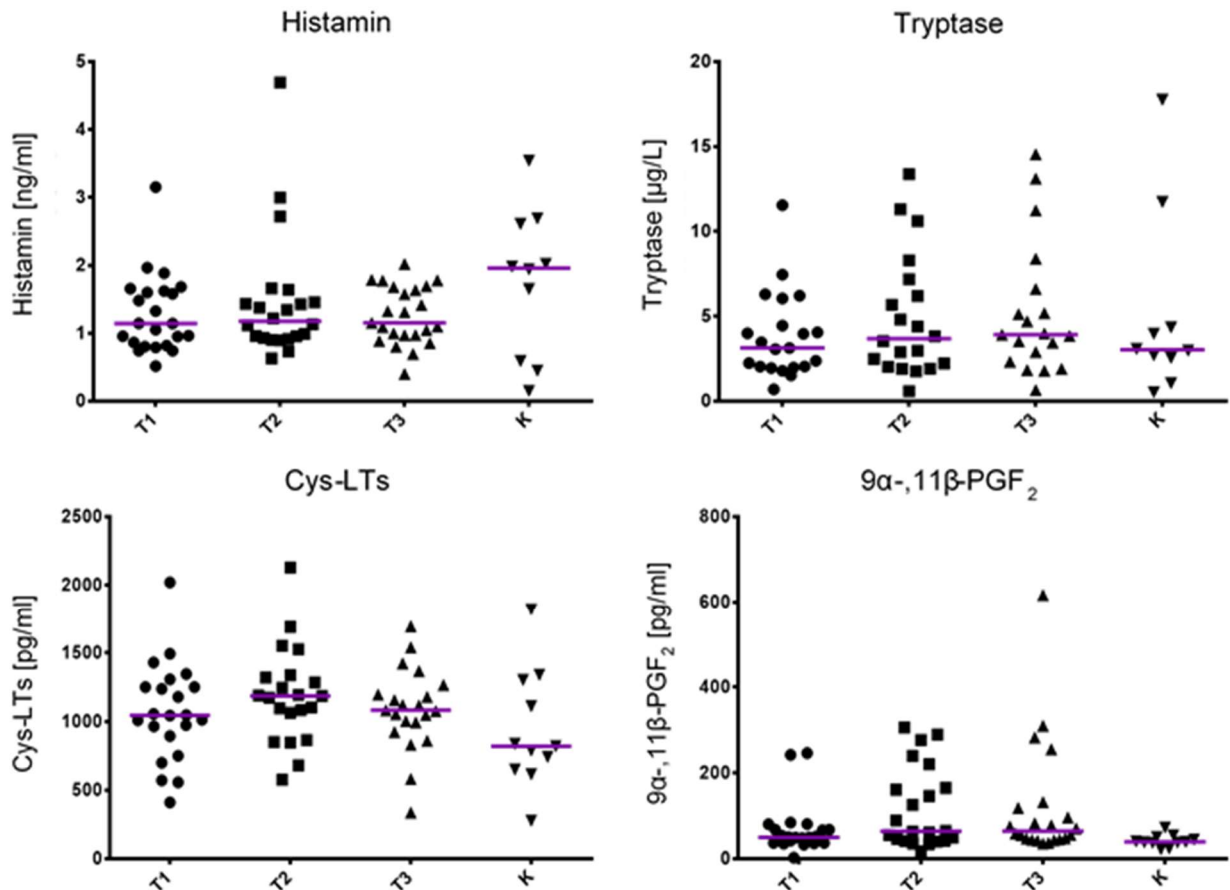 Histamin
Histamin [ng/ml]
5
4
3
2
1
0
T1
T2
T3
K
Tryptase
Tryptase [µg/L]
20
15
10
5
0
T1
T2
T3
K
Cys-LTs
Cys-LTs [pg/ml]
2500
2000
1500
1000
500
0
T1
T2
T3
K
9α-,11β-PGF₂
9α-,11β-PGF₂ [pg/ml]
800
600
400
200
0
T1
T2
T3
K